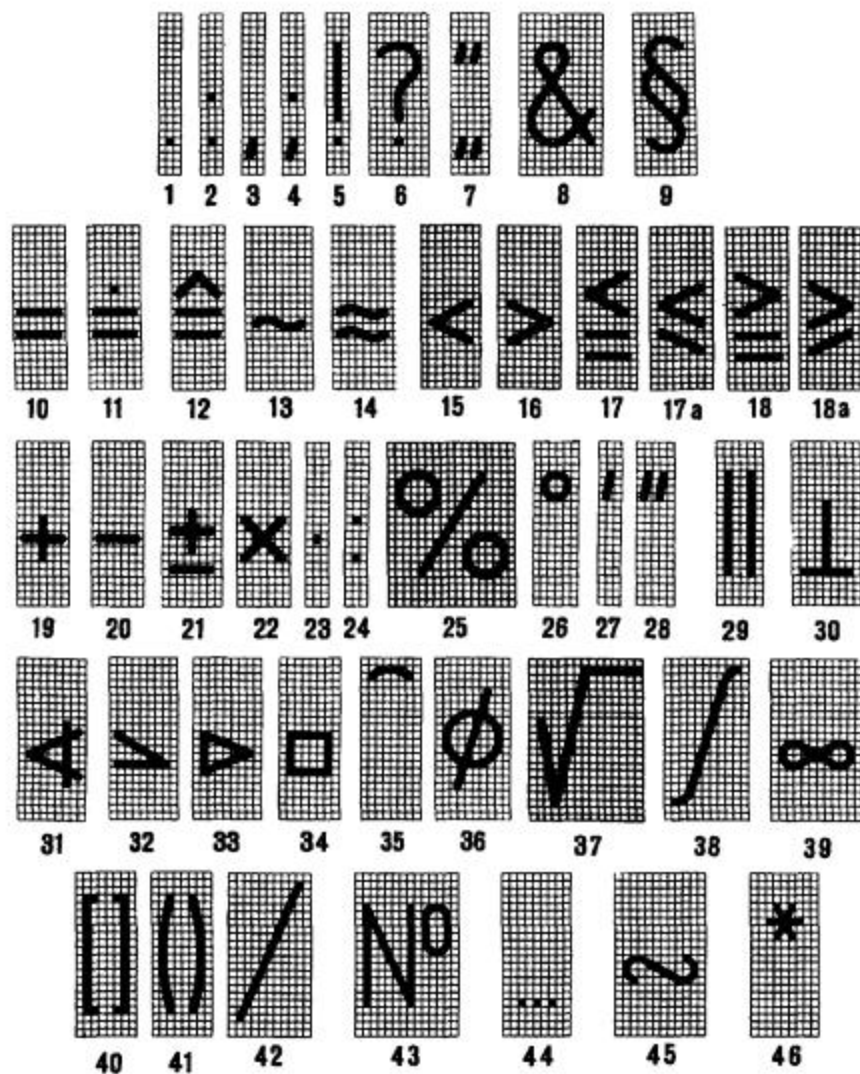 . : , ; ! ? " „ & §
1 2 3 4 5 6 7 8 9
= ≐ ≙ ~ ≈ < > ≦ ⩽ ≧ ⩾
10 11 12 13 14 15 16 17 17a 18 18a
+ − ± × · : % ° ′ ″ ∥ ⊥
19 20 21 22 23 24 25 26 27 28 29 30
∢ ⦣ ▷ □ ⌒ ∅ √ ∫ ∞
31 32 33 34 35 36 37 38 39
[ ] ( ) / № ... ∾ *
40 41 42 43 44 45 46